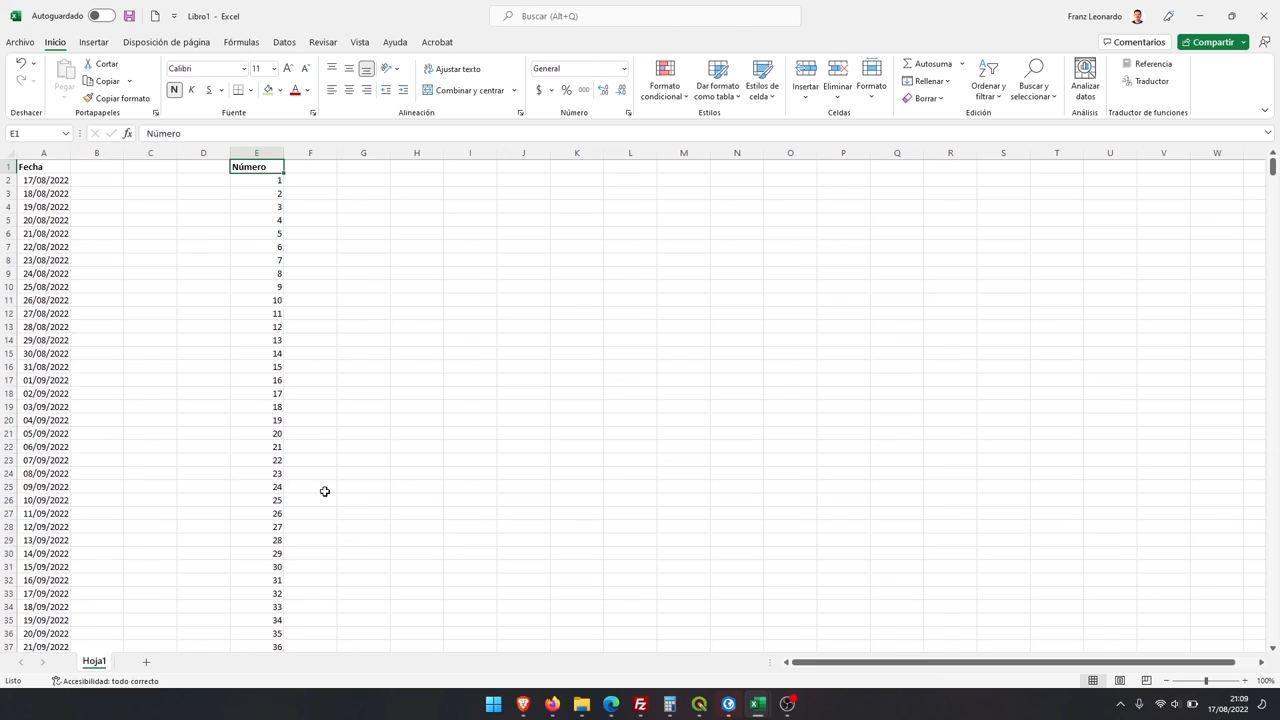 Autoguardado
Libro1 - Excel
Buscar (Alt+Q)
Franz Leonardo
Archivo Inicio Insertar Disposición de página Fórmulas Datos Revisar Vista Ayuda Acrobat
Comentarios Compartir
Pegar
Cortar
Copiar
Copiar formato
Calibri 11
N K S
A
Ajustar texto
Combinar y centrar
General
$ % 000
Formato condicional
Dar formato como tabla
Estilos de celda
Insertar Eliminar Formato
Autosuma
Rellenar
Borrar
Ordenar y filtrar
Buscar y seleccionar
Analizar datos
Referencia
Traductor
Deshacer Portapapeles Fuente Alineación Número Estilos Celdas Edición Análisis Traductor de funciones
E1 fx Número
A B C D E F G H I J K L M N O P Q R S T U V W
1 Fecha Número
2 17/08/2022 1
3 18/08/2022 2
4 19/08/2022 3
5 20/08/2022 4
6 21/08/2022 5
7 22/08/2022 6
8 23/08/2022 7
9 24/08/2022 8
10 25/08/2022 9
11 26/08/2022 10
12 27/08/2022 11
13 28/08/2022 12
14 29/08/2022 13
15 30/08/2022 14
16 31/08/2022 15
17 01/09/2022 16
18 02/09/2022 17
19 03/09/2022 18
20 04/09/2022 19
21 05/09/2022 20
22 06/09/2022 21
23 07/09/2022 22
24 08/09/2022 23
25 09/09/2022 24
26 10/09/2022 25
27 11/09/2022 26
28 12/09/2022 27
29 13/09/2022 28
30 14/09/2022 29
31 15/09/2022 30
32 16/09/2022 31
33 17/09/2022 32
34 18/09/2022 33
35 19/09/2022 34
36 20/09/2022 35
37 21/09/2022 36
Hoja1
Listo
Accesibilidad: todo correcto
100%
21:09
17/08/2022